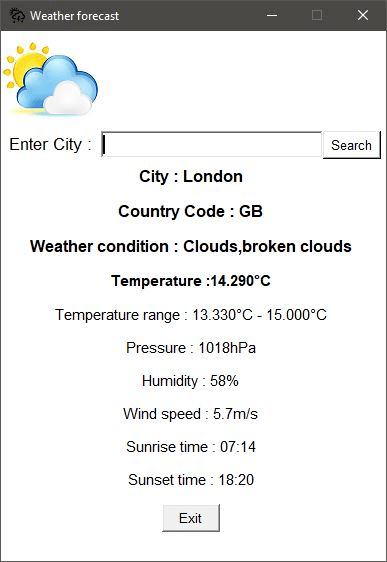 Weather forecast
Enter City :
Search
City : London
Country Code : GB
Weather condition : Clouds,broken clouds
Temperature :14.290°C
Temperature range : 13.330°C - 15.000°C
Pressure : 1018hPa
Humidity : 58%
Wind speed : 5.7m/s
Sunrise time : 07:14
Sunset time : 18:20
Exit